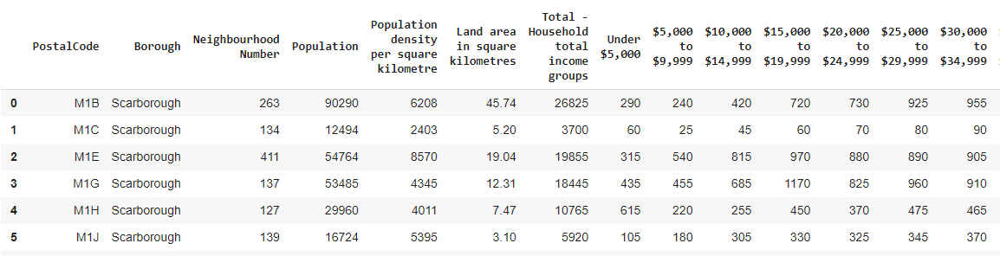 PostalCode Borough Neighbourhood Number Population Population density per square kilometre Land area in square kilometres Total - Household total income groups Under $5,000 $5,000 to $9,999 $10,000 to $14,999 $15,000 to $19,999 $20,000 to $24,999 $25,000 to $29,999 $30,000 to $34,999
0 M1B Scarborough 263 90290 6208 45.74 26825 290 240 420 720 730 925 955
1 M1C Scarborough 134 12494 2403 5.20 3700 60 25 45 60 70 80 90
2 M1E Scarborough 411 54764 8570 19.04 19855 315 540 815 970 880 890 905
3 M1G Scarborough 137 53485 4345 12.31 18445 435 455 685 1170 825 960 910
4 M1H Scarborough 127 29960 4011 7.47 10765 615 220 255 450 370 475 465
5 M1J Scarborough 139 16724 5395 3.10 5920 105 180 305 330 325 345 370